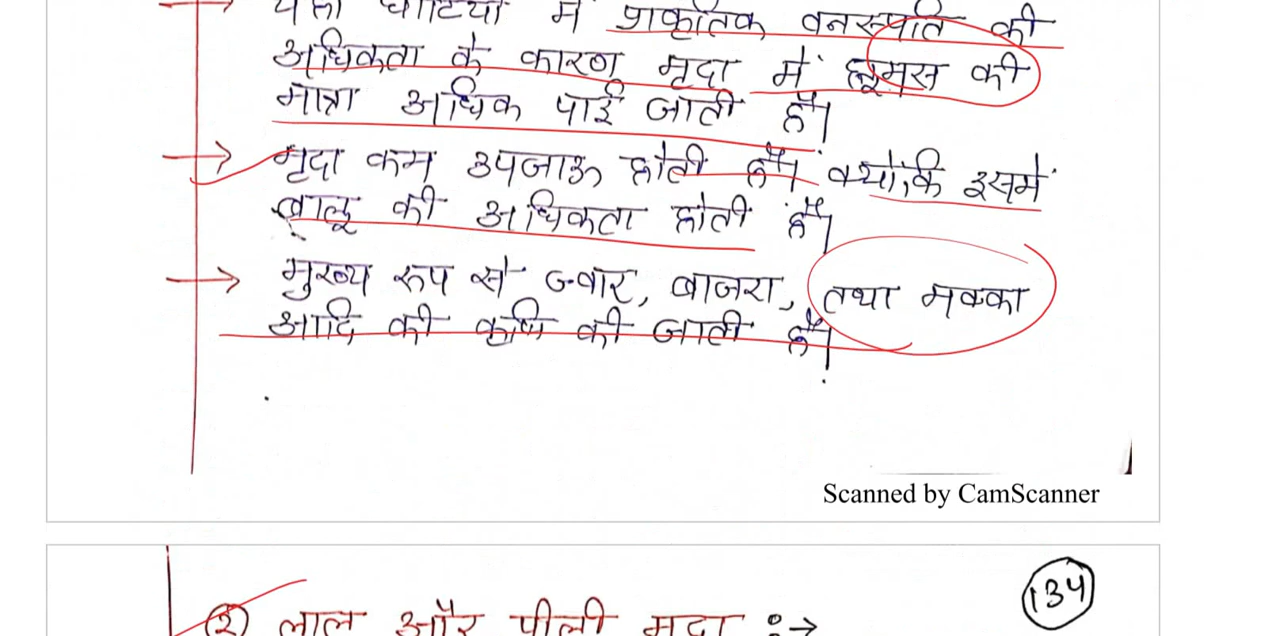 → यहाँ घाटियों में प्राकृतिक वनस्पति की
अधिकता के कारण मृदा में ह्यूमस की
मात्रा अधिक पाई जाती हैं।
→ मृदा कम उपजाऊ होती हैं। क्योंकि इसमें
बालू की अधिकता होती हैं।
→ मुख्य रूप से ज्वार, बाजरा, तथा मक्का
आदि की कृषि की जाती हैं।
Scanned by CamScanner
134
② लाल और पीली मृदा :→